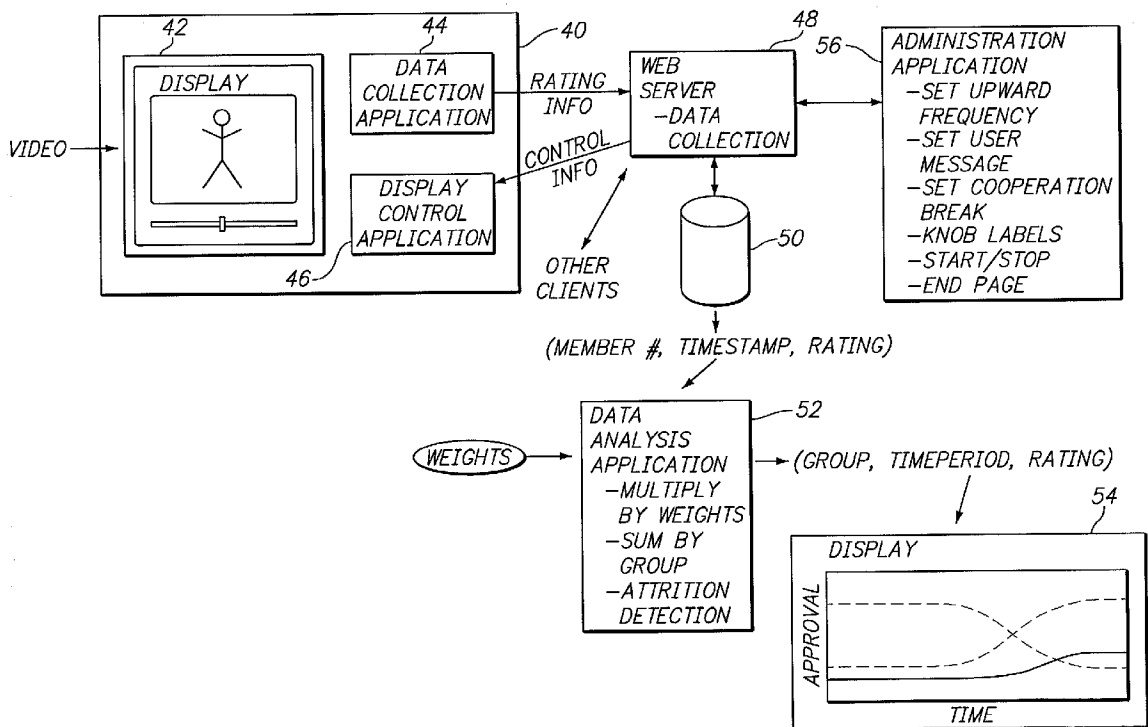 42
44
40
48
56
DISPLAY
DATA
COLLECTION
APPLICATION
RATING
INFO
WEB
SERVER
-DATA
COLLECTION
ADMINISTRATION
APPLICATION
-SET UPWARD
FREQUENCY
-SET USER
MESSAGE
-SET COOPERATION
BREAK
-KNOB LABELS
-START/STOP
-END PAGE
VIDEO
CONTROL
INFO
DISPLAY
CONTROL
APPLICATION
46
OTHER
CLIENTS
50
(MEMBER #, TIMESTAMP, RATING)
52
DATA
ANALYSIS
APPLICATION
-MULTIPLY
BY WEIGHTS
-SUM BY
GROUP
-ATTRITION
DETECTION
WEIGHTS
(GROUP, TIMEPERIOD, RATING)
54
DISPLAY
APPROVAL
TIME